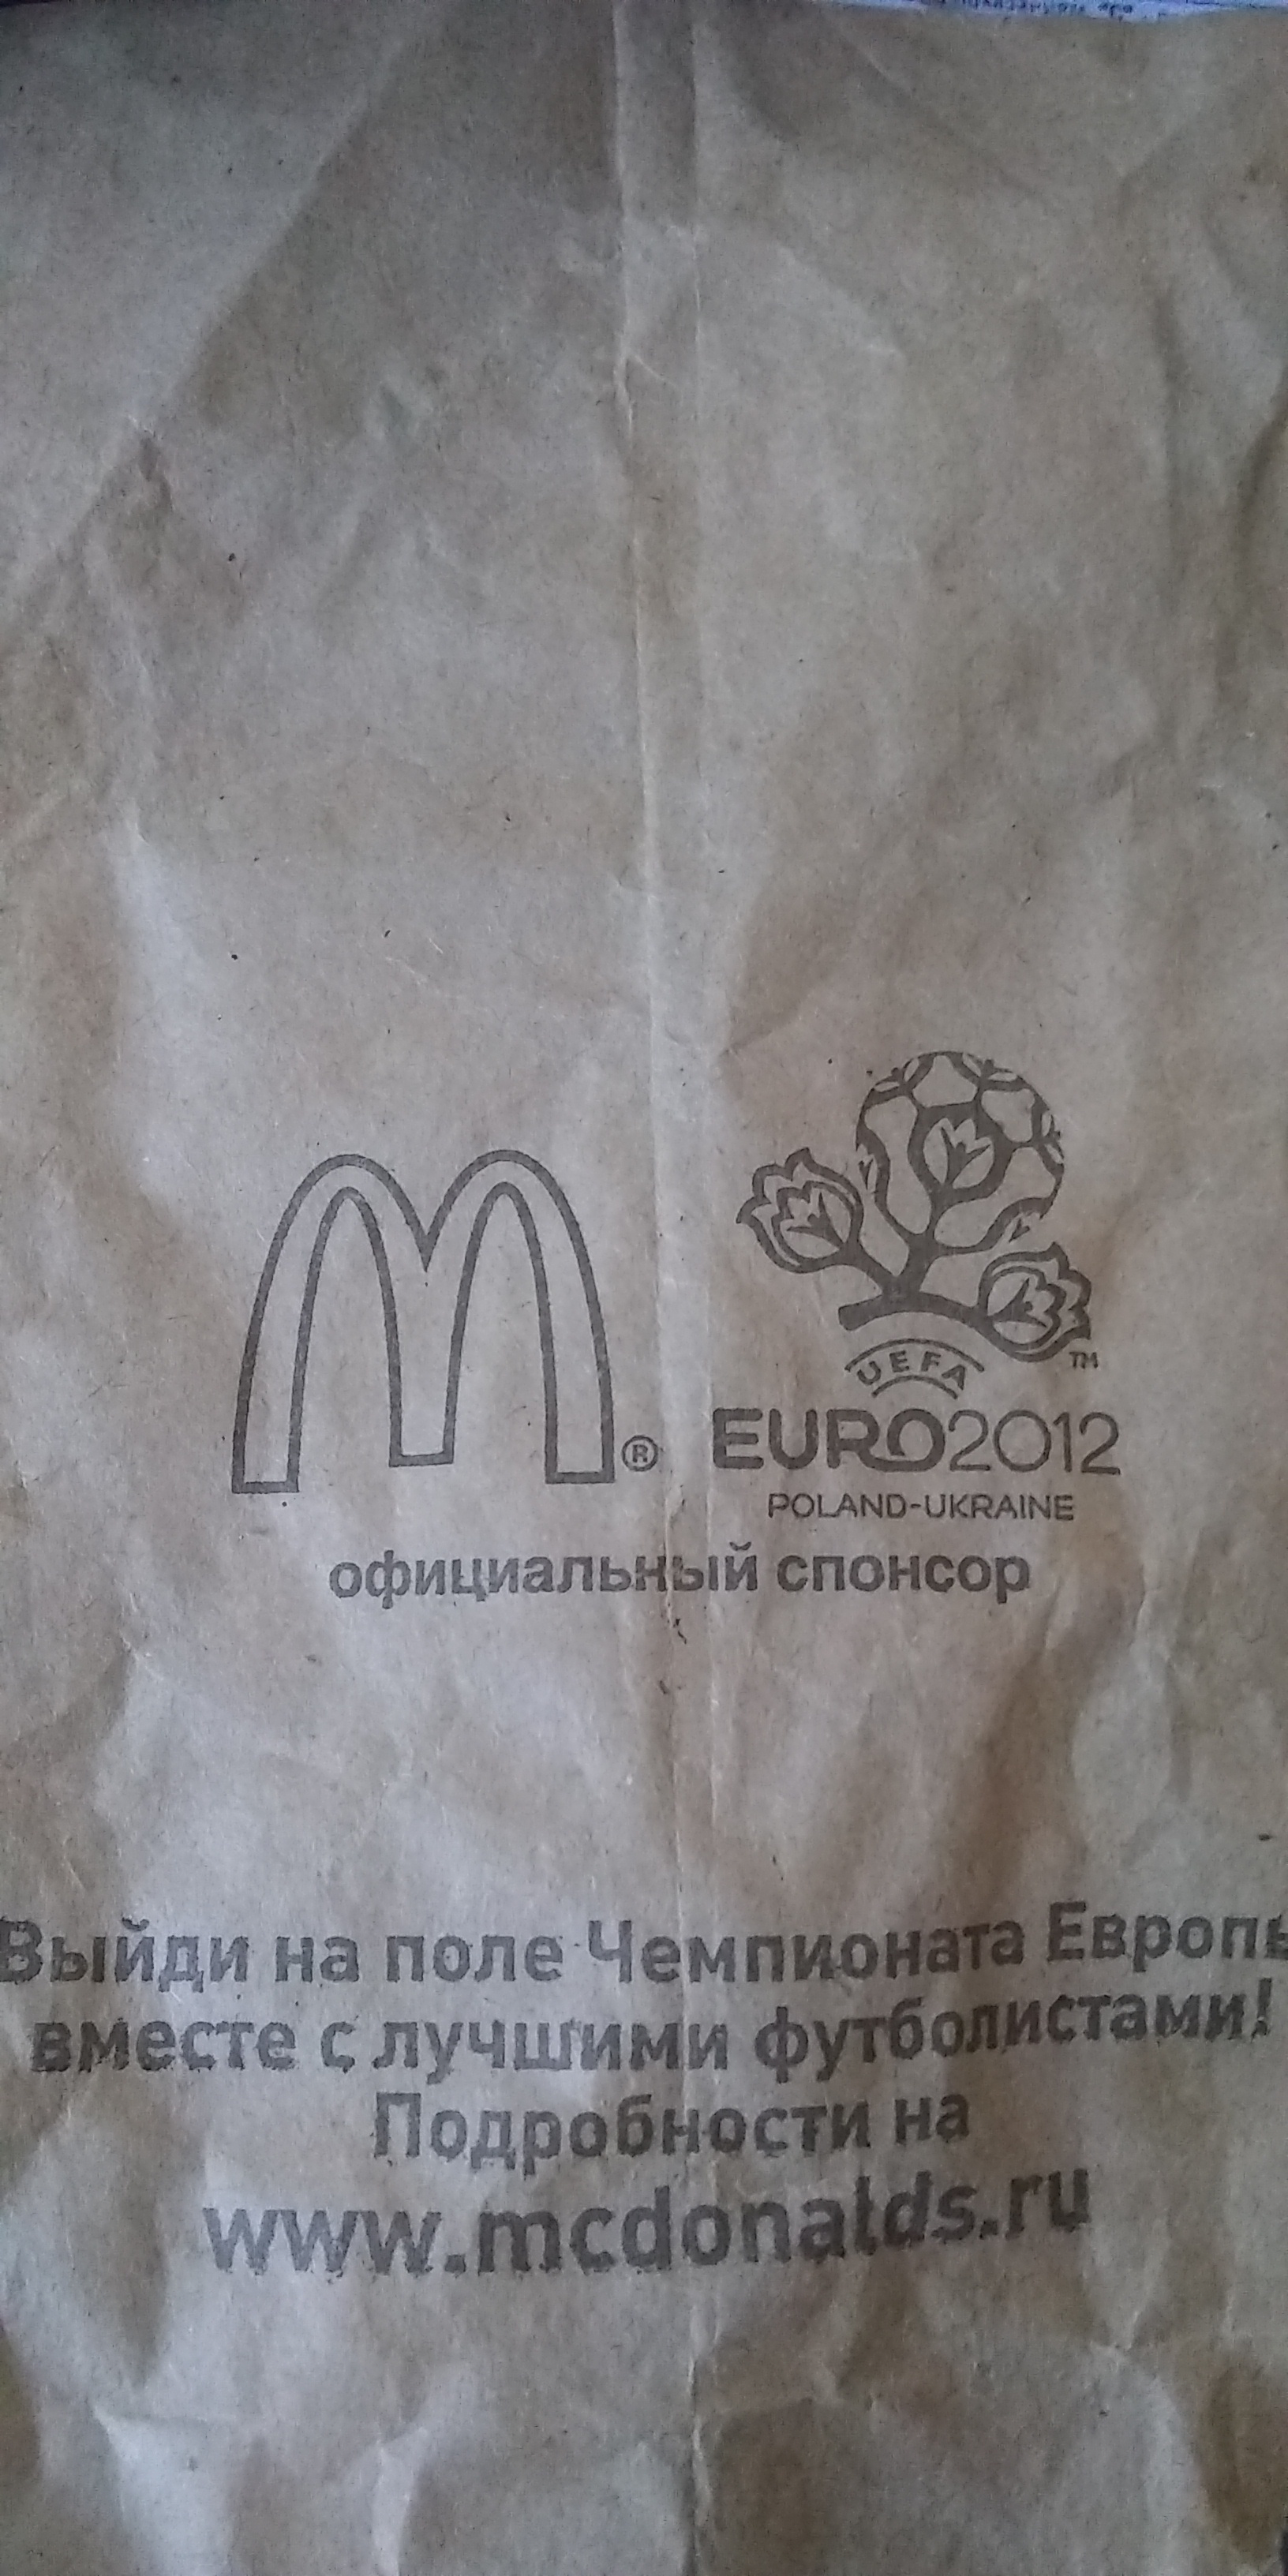 UEFA
TM
® EURO2012
POLAND-UKRAINE
официальный спонсор
Выйди на поле Чемпионата Европы
вместе с лучшими футболистами!
Подробности на
www.mcdonalds.ru